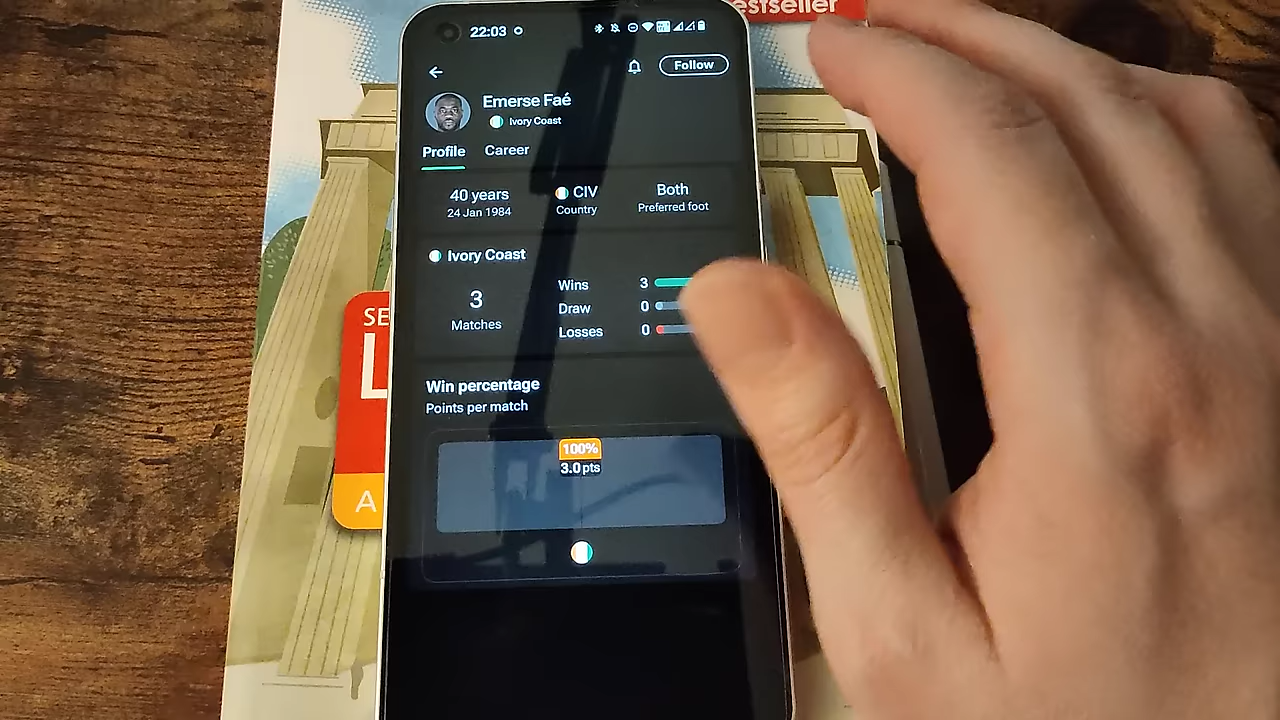 estseller
22:03
Follow
Emerse Faé
Ivory Coast
Profile Career
40 years
24 Jan 1984
CIV
Country
Both
Preferred foot
Ivory Coast
3
Matches
Wins 3
Draw 0
Losses 0
Win percentage
Points per match
100%
3.0 pts
SE
L
A